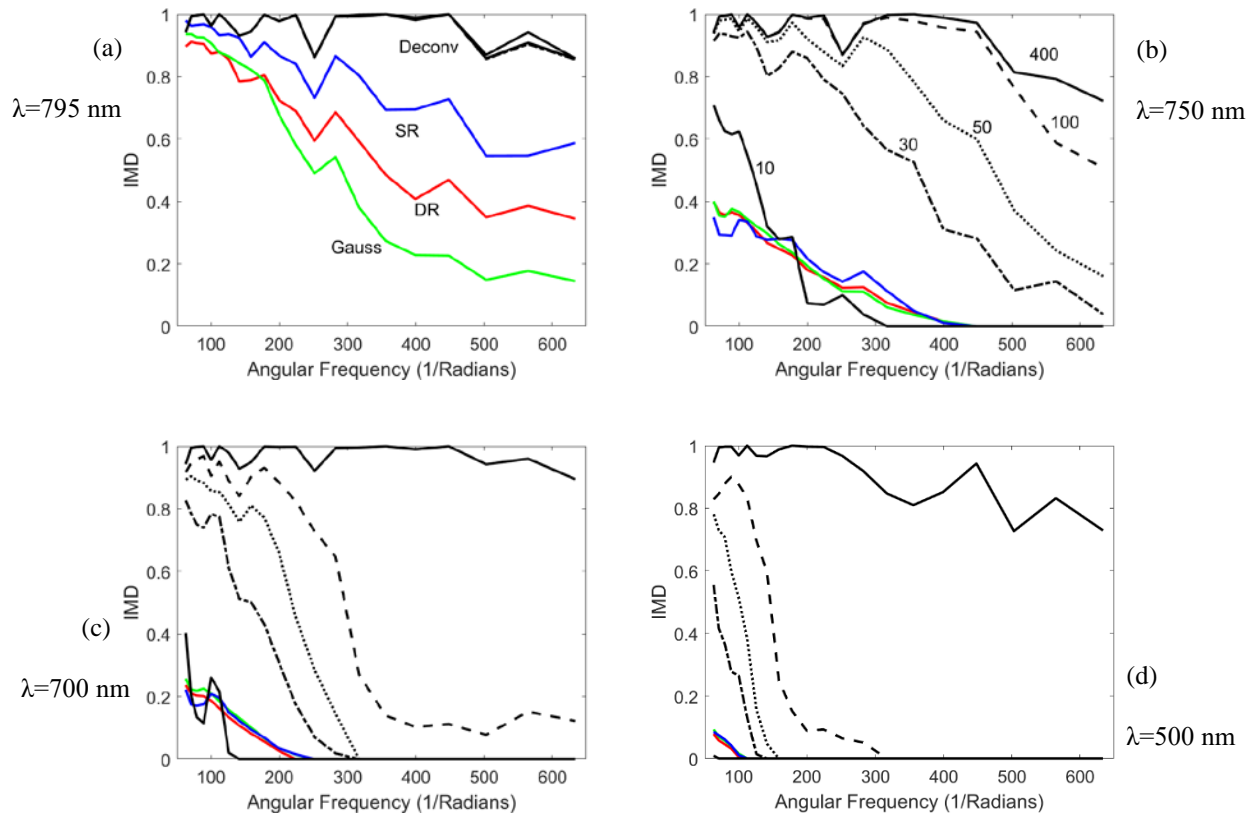 (a)
λ=795 nm
IMD
1
0.8
0.6
0.4
0.2
0
Deconv
SR
DR
Gauss
100 200 300 400 500 600
Angular Frequency (1/Radians)
(b)
λ=750 nm
IMD
1
0.8
0.6
0.4
0.2
0
400
100
50
30
10
100 200 300 400 500 600
Angular Frequency (1/Radians)
(c)
λ=700 nm
IMD
1
0.8
0.6
0.4
0.2
0
100 200 300 400 500 600
Angular Frequency (1/Radians)
(d)
λ=500 nm
IMD
1
0.8
0.6
0.4
0.2
0
100 200 300 400 500 600
Angular Frequency (1/Radians)